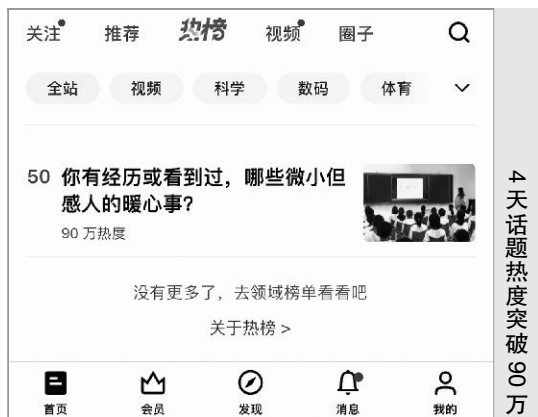 关注 推荐 热榜 视频 圈子
全站 视频 科学 数码 体育
50 你有经历或看到过，哪些微小但
感人的暖心事？
90 万热度
没有更多了，去领域榜单看看吧
关于热榜 >
首页 会员 发现 消息 我的
4天话题热度突破90万